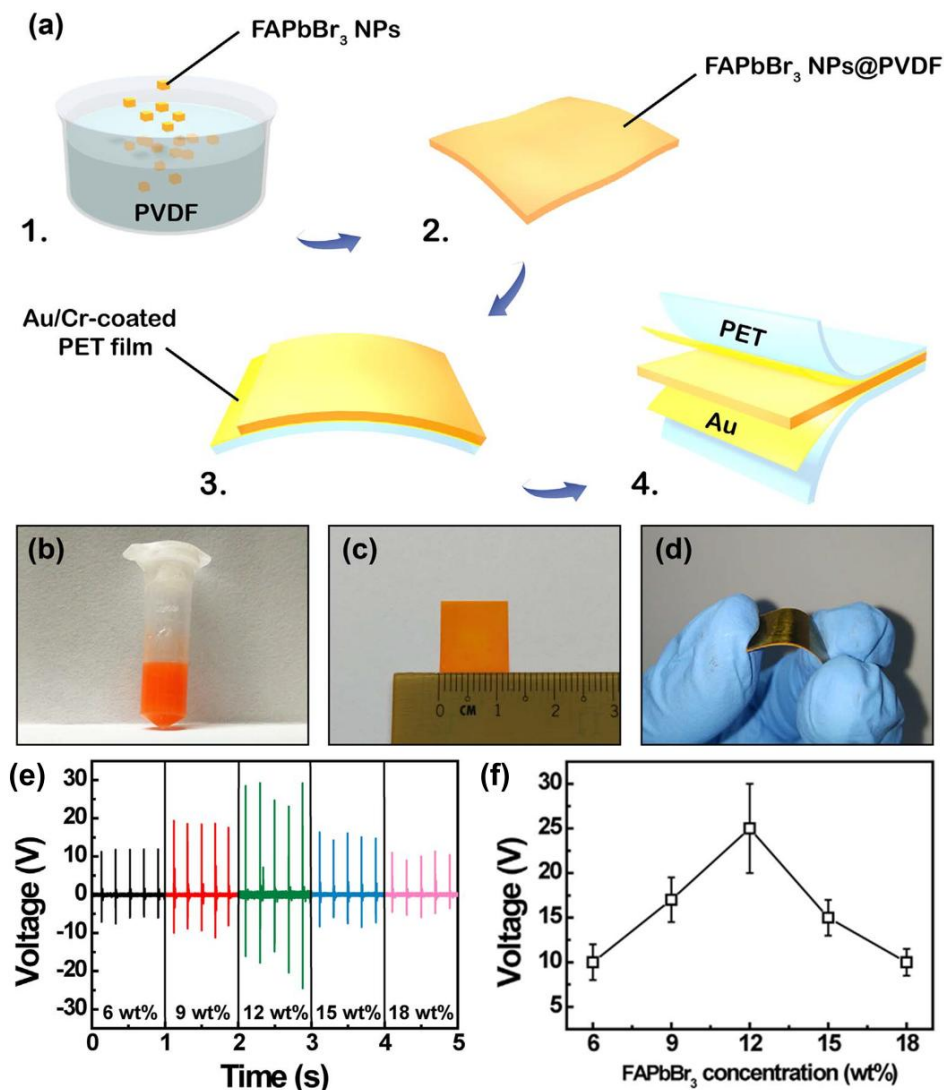 (a)
FAPbBr₃ NPs
FAPbBr₃ NPs@PVDF
PVDF
1.
2.
Au/Cr-coated
PET film
PET
Au
3.
4.
(b)
(c)
0 CM 1 2 3
(d)
(e)
Voltage (V)
30
20
10
0
-10
-20
-30
6 wt%
9 wt%
12 wt%
15 wt%
18 wt%
0 1 2 3 4 5
Time (s)
(f)
Voltage (V)
30
25
20
15
10
5
6 9 12 15 18
FAPbBr₃ concentration (wt%)